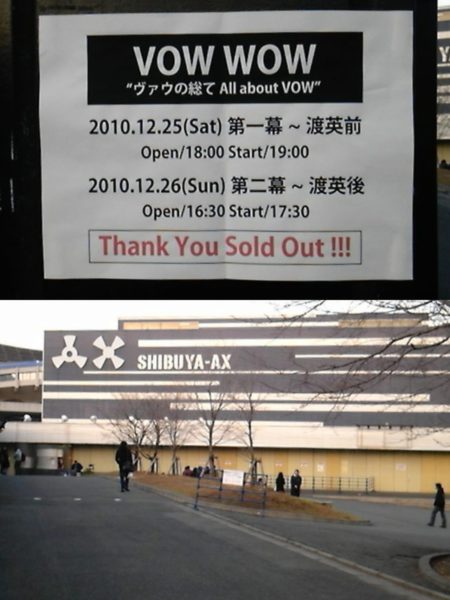 VOW WOW
"ヴァウの総て All about VOW"
2010.12.25(Sat) 第一幕 ~ 渡英前
Open/18:00 Start/19:00
2010.12.26(Sun) 第二幕 ~ 渡英後
Open/16:30 Start/17:30
Thank You Sold Out !!!
SHIBUYA-AX